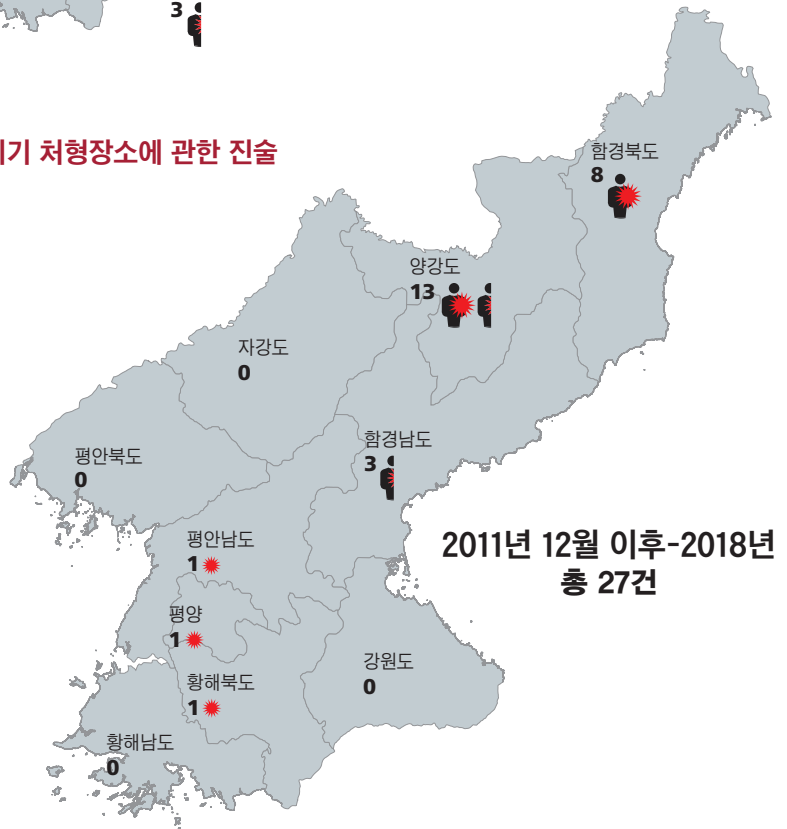 3
기 처형장소에 관한 진술
함경북도
8
양강도
13
자강도
0
함경남도
3
평안북도
0
2011년 12월 이후-2018년
총 27건
평안남도
1
평양
1
강원도
0
황해북도
1
황해남도
0